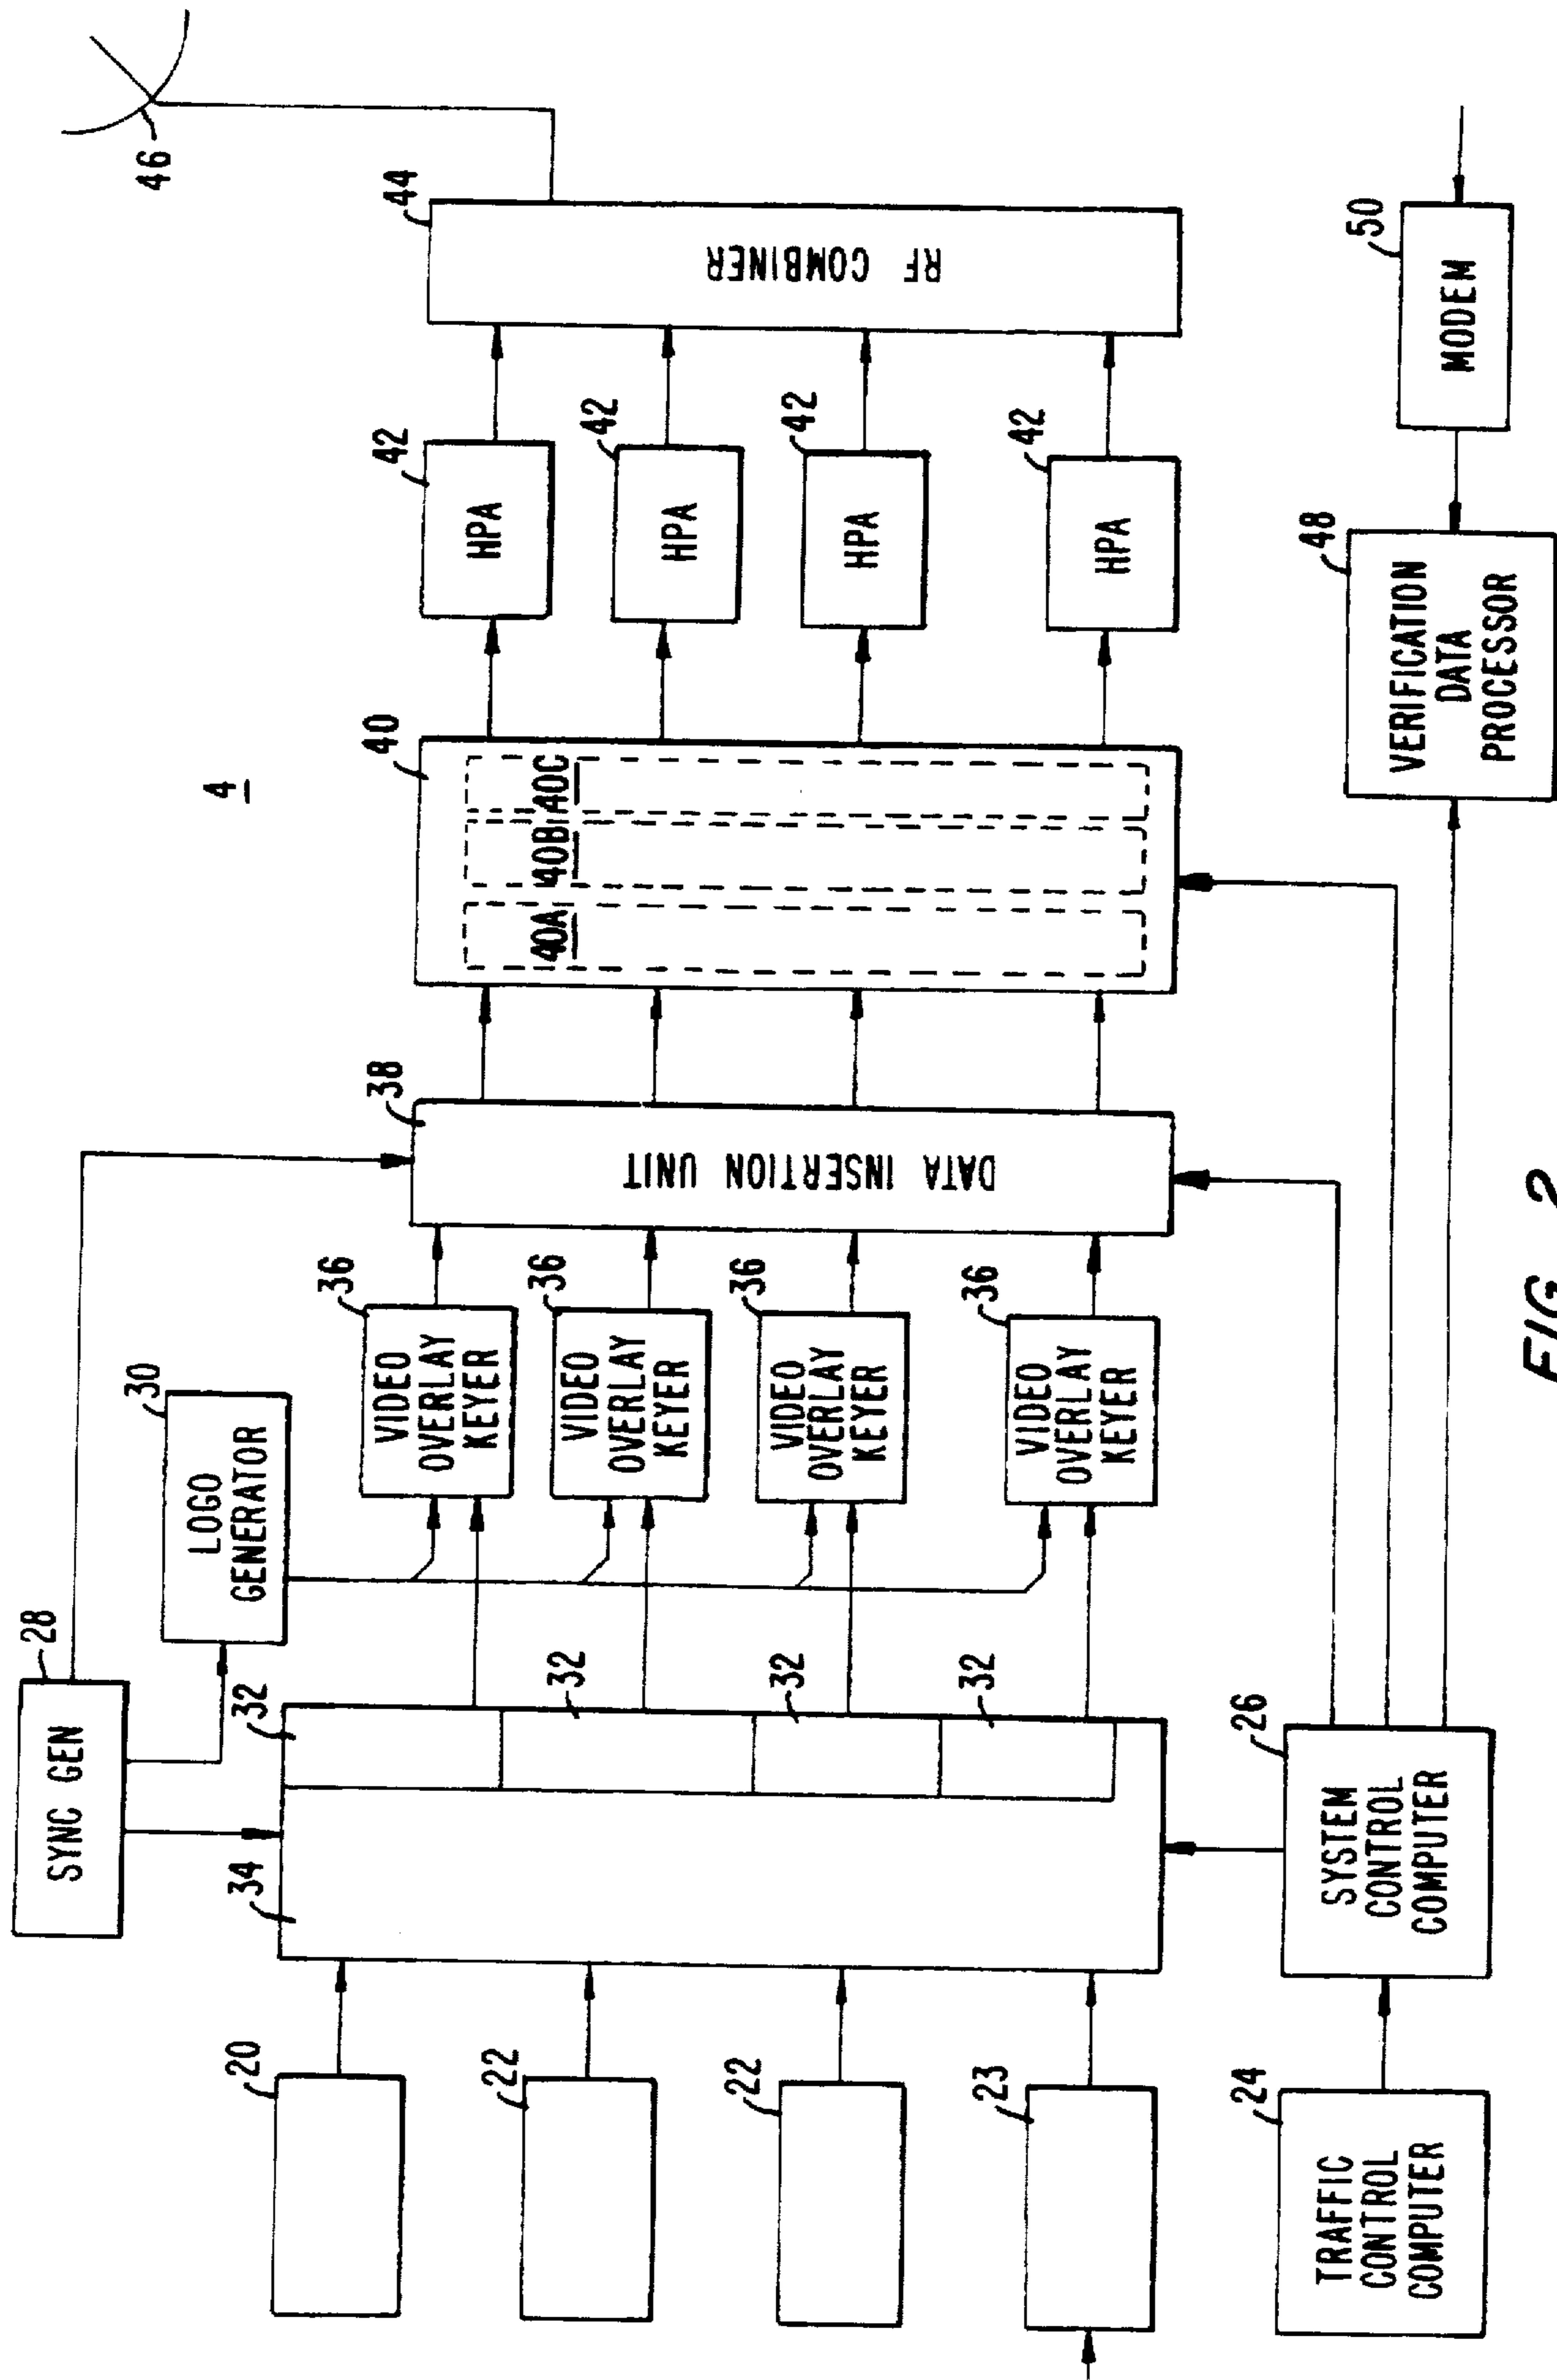 4
28
SYNC GEN
30
LOGO
GENERATOR
46
34
32
32
32
32
36
VIDEO
OVERLAY
KEYER
36
VIDEO
OVERLAY
KEYER
36
VIDEO
OVERLAY
KEYER
36
VIDEO
OVERLAY
KEYER
38
DATA INSERTION UNIT
40
40A
40B
40C
42
HPA
42
HPA
42
HPA
42
HPA
44
RF COMBINER
20
22
22
23
24
TRAFFIC
CONTROL
COMPUTER
26
SYSTEM
CONTROL
COMPUTER
48
VERIFICATION
DATA
PROCESSOR
50
MODEM
FIG. 2